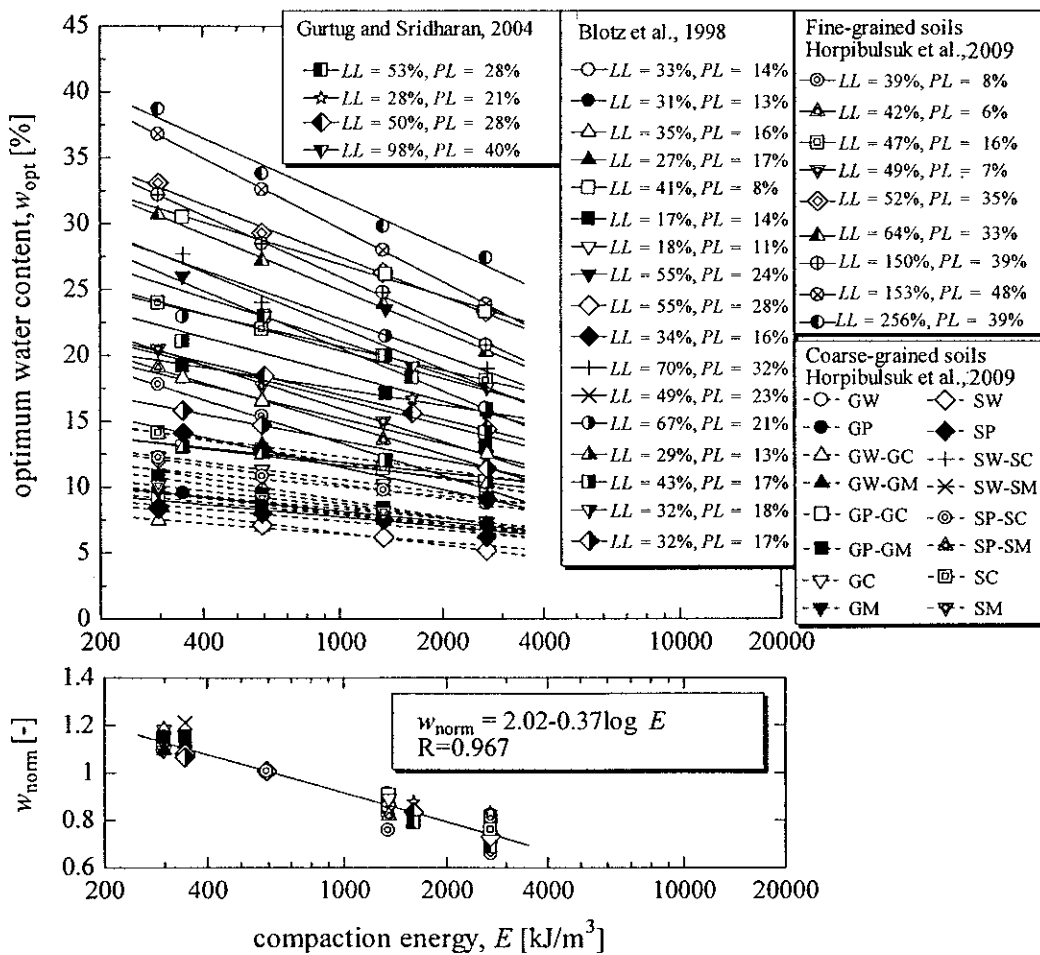 45
40
35
30
25
20
15
10
5
0
optimum water content, w_opt [%]
200
400
1000
2000
4000
10000
20000
Gurtug and Sridharan, 2004
LL = 53%, PL = 28%
LL = 28%, PL = 21%
LL = 50%, PL = 28%
LL = 98%, PL = 40%
Blotz et al., 1998
LL = 33%, PL = 14%
LL = 31%, PL = 13%
LL = 35%, PL = 16%
LL = 27%, PL = 17%
LL = 41%, PL = 8%
LL = 17%, PL = 14%
LL = 18%, PL = 11%
LL = 55%, PL = 24%
LL = 55%, PL = 28%
LL = 34%, PL = 16%
LL = 70%, PL = 32%
LL = 49%, PL = 23%
LL = 67%, PL = 21%
LL = 29%, PL = 13%
LL = 43%, PL = 17%
LL = 32%, PL = 18%
LL = 32%, PL = 17%
Fine-grained soils
Horpibulsuk et al.,2009
LL = 39%, PL = 8%
LL = 42%, PL = 6%
LL = 47%, PL = 16%
LL = 49%, PL = 7%
LL = 52%, PL = 35%
LL = 64%, PL = 33%
LL = 150%, PL = 39%
LL = 153%, PL = 48%
LL = 256%, PL = 39%
Coarse-grained soils
Horpibulsuk et al.,2009
GW SW
GP SP
GW-GC SW-SC
GW-GM SW-SM
GP-GC SP-SC
GP-GM SP-SM
GC SC
GM SM
1.4
1.2
1
0.8
0.6
w_norm [-]
w_norm = 2.02-0.37log E
R=0.967
200
400
1000
2000
4000
10000
20000
compaction energy, E [kJ/m³]